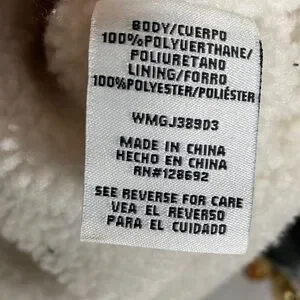 BODY/CUERPO
100%POLYUERTHANE/
POLIURETANO
LINING/FORRO
100%POLYESTER/POLIÉSTER
WMGJ389D3
MADE IN CHINA
HECHO EN CHINA
RN#128692
SEE REVERSE FOR CARE
VEA EL REVERSO
PARA EL CUIDADO